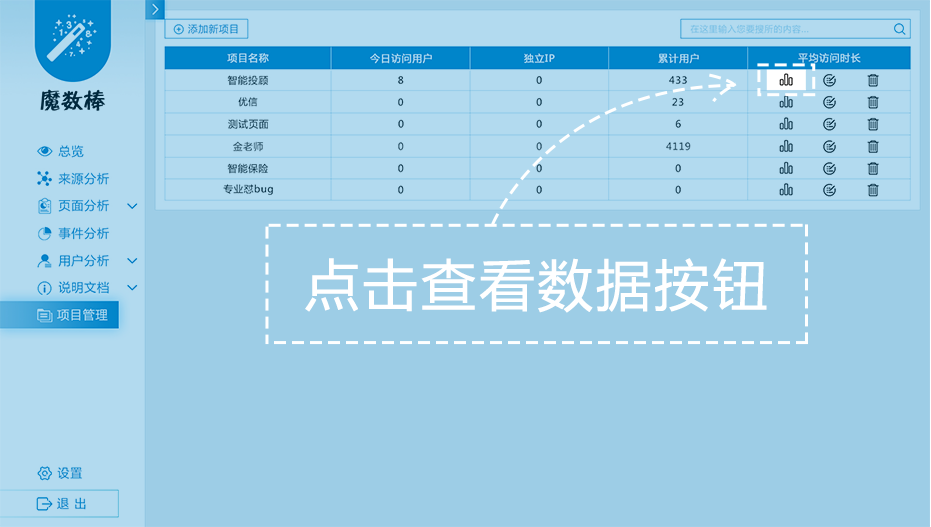 魔数棒
总览
来源分析
页面分析
事件分析
用户分析
说明文档
项目管理
设置
退 出
添加新项目
在这里输入您要搜所的内容...
项目名称 今日访问用户 独立IP 累计用户 平均访问时长
智能投顾 8 0 433
优信 0 0 23
测试页面 0 0 6
金老师 0 0 4119
智能保险 0 0 0
专业怼bug 0 0 0
点击查看数据按钮